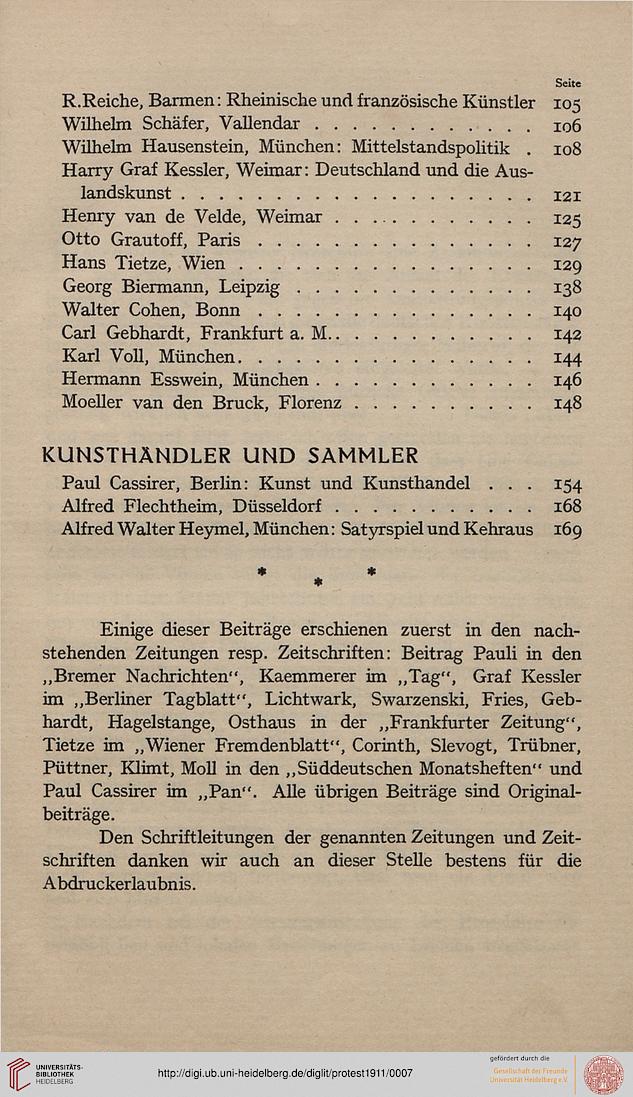 Seite
R.Reiche, Barmen: Rheinische und französische Künstler 105
Wilhelm Schäfer, Vallendar . . . . . . . . . . . . 106
Wilhelm Hausenstein, München: Mittelstandspolitik . 108
Harry Graf Kessler, Weimar: Deutschland und die Aus-
landskunst . . . . . . . . . . . . . . . . . . . 121
Henry van de Velde, Weimar . . . . . . . . . . . 125
Otto Grautoff, Paris . . . . . . . . . . . . . . . 127
Hans Tietze, Wien . . . . . . . . . . . . . . . . 129
Georg Biermann, Leipzig . . . . . . . . . . . . . 138
Walter Cohen, Bonn . . . . . . . . . . . . . . . 140
Carl Gebhardt, Frankfurt a. M. . . . . . . . . . . . 142
Karl Voll, München. . . . . . . . . . . . . . . . 144
Hermann Esswein, München . . . . . . . . . . . . 146
Moeller van den Bruck, Florenz . . . . . . . . . . 148
KUNSTHÄNDLER UND SAMMLER
Paul Cassirer, Berlin: Kunst und Kunsthandel . . . 154
Alfred Flechtheim, Düsseldorf . . . . . . . . . . . 168
Alfred Walter Heymel, München: Satyrspiel und Kehraus 169
* * *
Einige dieser Beiträge erschienen zuerst in den nach-
stehenden Zeitungen resp. Zeitschriften: Beitrag Pauli in den
„Bremer Nachrichten“, Kaemmerer im „Tag“, Graf Kessler
im „Berliner Tagblatt“, Lichtwark, Swarzenski, Fries, Geb-
hardt, Hagelstange, Osthaus in der „Frankfurter Zeitung“,
Tietze im „Wiener Fremdenblatt“, Corinth, Slevogt, Trübner,
Püttner, Klimt, Moll in den „Süddeutschen Monatsheften“ und
Paul Cassirer im „Pan“. Alle übrigen Beiträge sind Original-
beiträge.
Den Schriftleitungen der genannten Zeitungen und Zeit-
schriften danken wir auch an dieser Stelle bestens für die
Abdruckerlaubnis.
UNIVERSITÄTS-
BIBLIOTHEK
HEIDELBERG
http://digi.ub.uni-heidelberg.de/diglit/protest1911/0007
gefördert durch die
Gesellschaft der Freunde
Universität Heidelberg e.V.